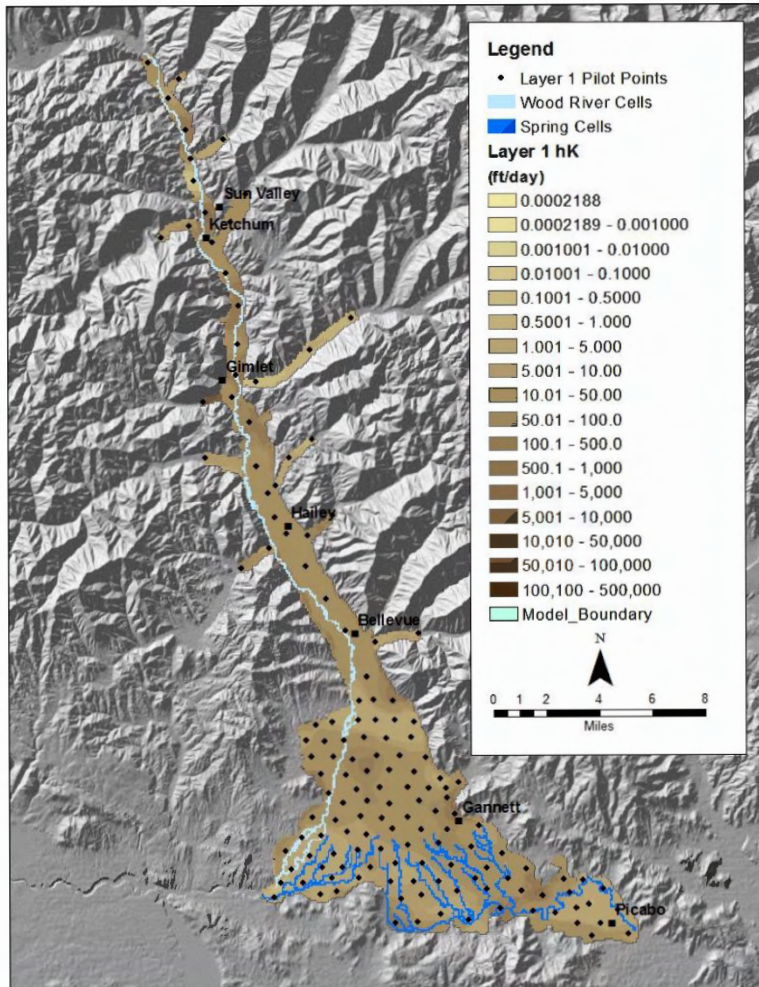 Legend
Layer 1 Pilot Points
Wood River Cells
Spring Cells
Layer 1 hK
(ft/day)
0.0002188
0.0002189 - 0.001000
0.001001 - 0.01000
0.01001 - 0.1000
0.1001 - 0.5000
0.5001 - 1.000
1.001 - 5.000
5.001 - 10.00
10.01 - 50.00
50.01 - 100.0
100.1 - 500.0
500.1 - 1,000
1,001 - 5,000
5,001 - 10,000
10,010 - 50,000
50,010 - 100,000
100,100 - 500,000
Model_Boundary
N
0 2 4 6 8
Miles
Sun Valley
Ketchum
Gimlet
Hailey
Bellevue
Gannett
Picabo